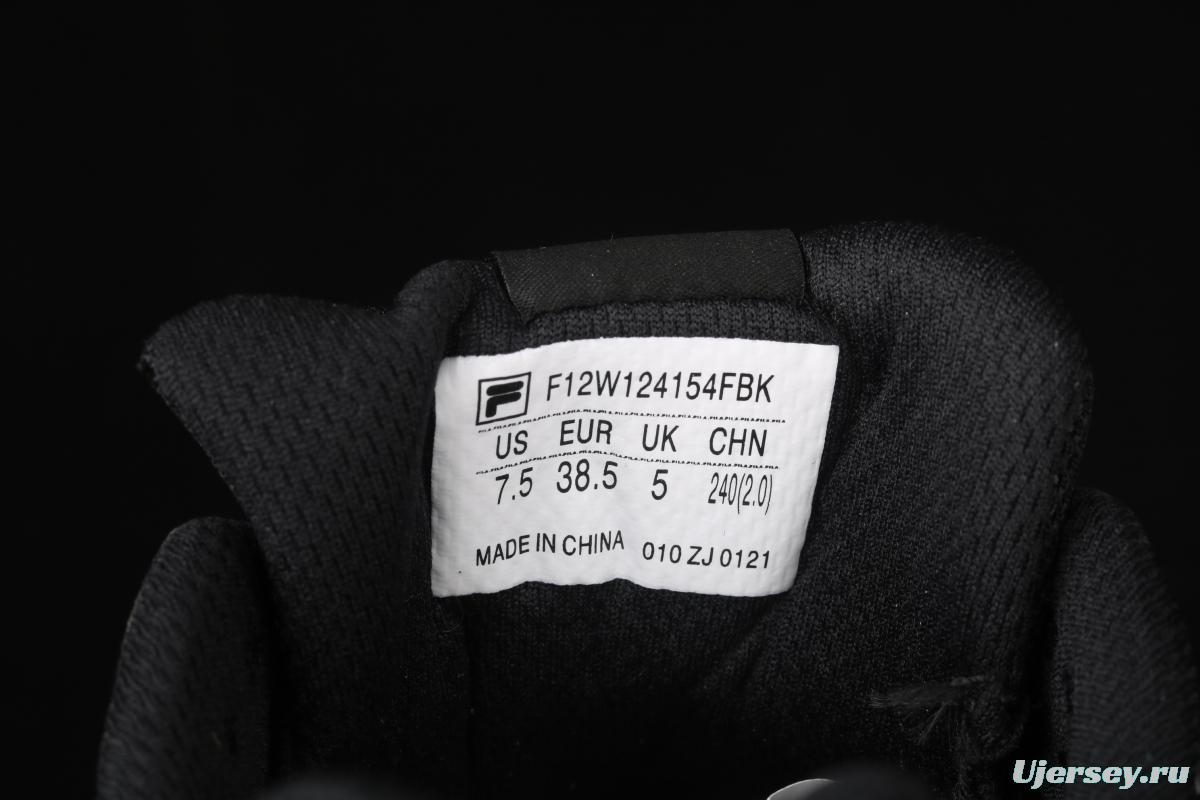 F12W124154FBK
US EUR UK CHN
7.5 38.5 5 240(2.0)
MADE IN CHINA 010 ZJ 0121
Ujersey.ru